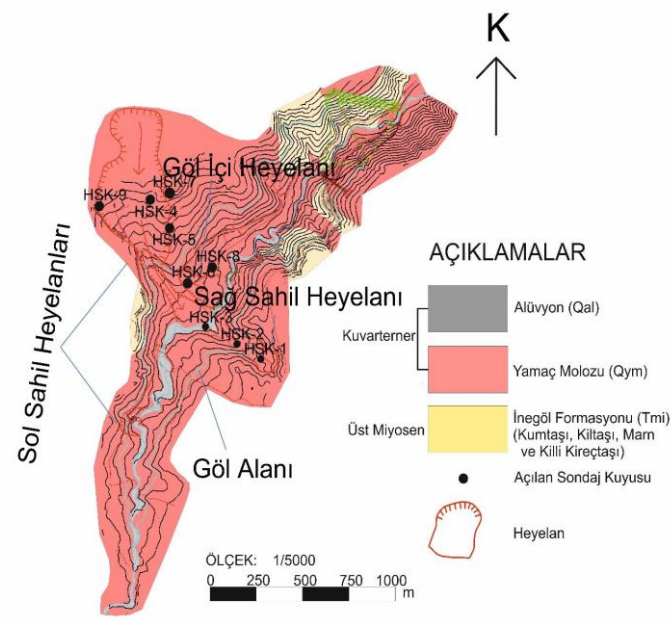 K
Göl İçi Heyelanı
HSK-7
HSK-9
HSK-4
HSK-5
HSK-8
HSK-6
Sağ Sahil Heyelanı
HSK-3
HSK-2
HSK-1
Sol Sahil Heyelanları
Göl Alanı
AÇIKLAMALAR
Kuvarterner
Alüvyon (Qal)
Yamaç Molozu (Qym)
Üst Miyosen
İnegöl Formasyonu (Tmi)
(Kumtaşı, Kiltaşı, Marn
ve Killi Kireçtaşı)
Açılan Sondaj Kuyusu
Heyelan
ÖLÇEK: 1/5000
0 250 500 750 1000
m